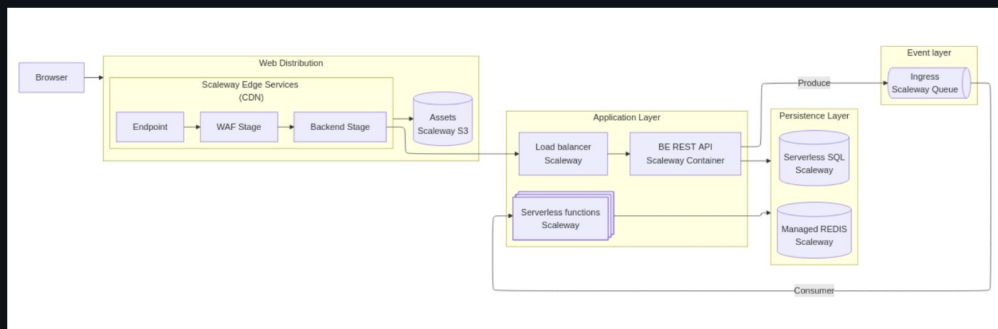 Browser
Web Distribution
Scaleway Edge Services
(CDN)
Endpoint
WAF Stage
Backend Stage
Assets
Scaleway S3
Application Layer
Load balancer
Scaleway
BE REST API
Scaleway Container
Serverless functions
Scaleway
Produce
Event layer
Ingress
Scaleway Queue
Persistence Layer
Serverless SQL
Scaleway
Managed REDIS
Scaleway
Consumer